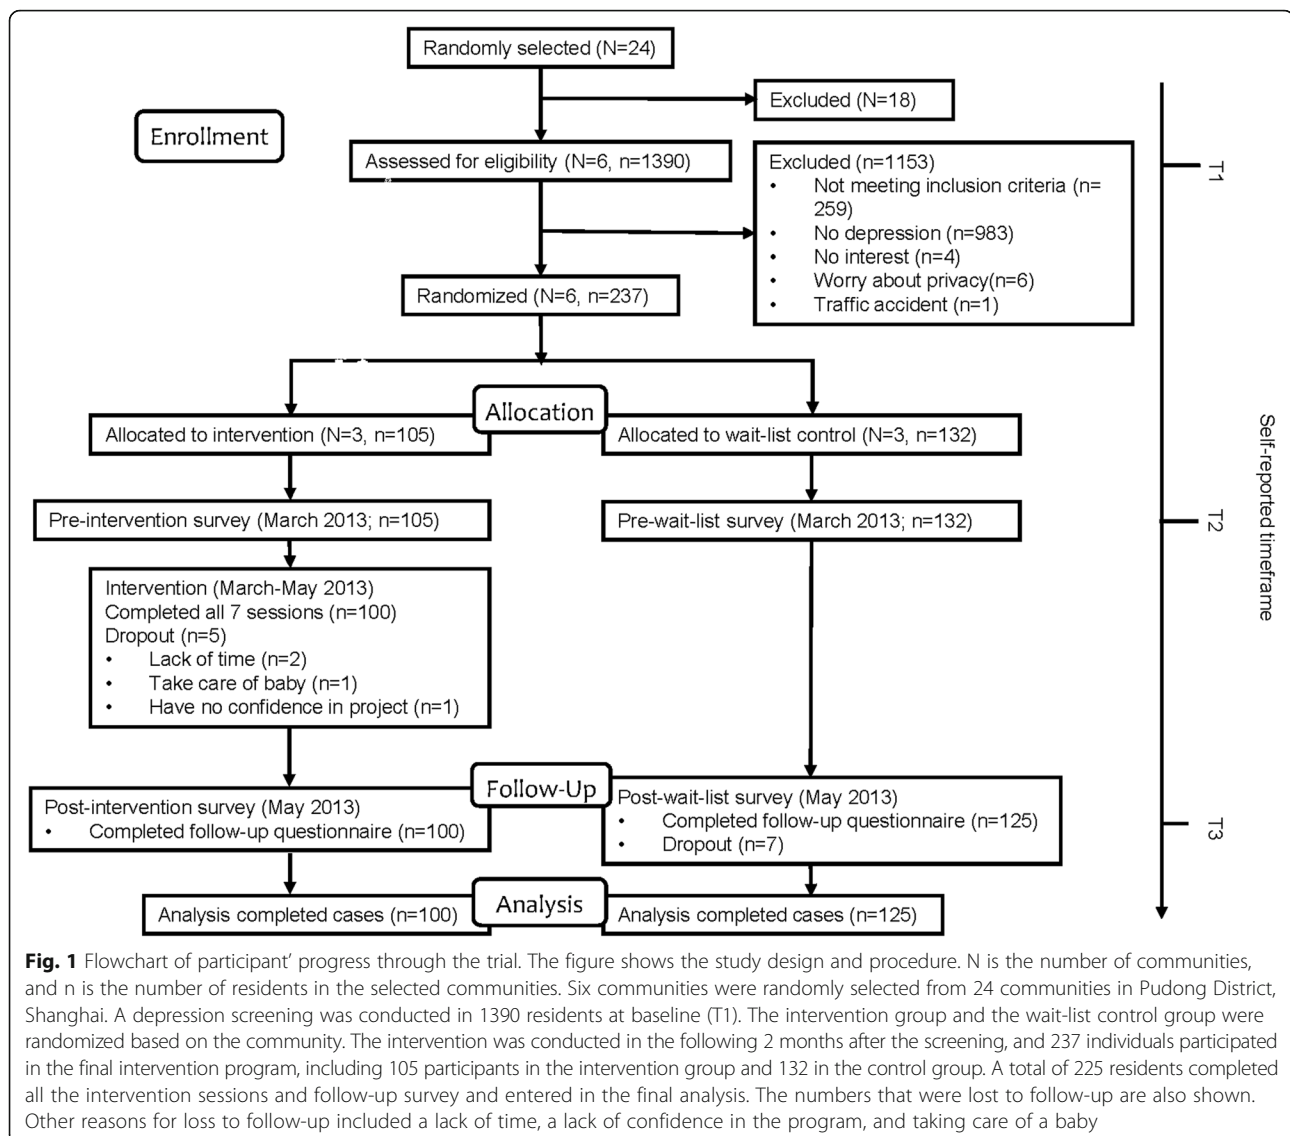 Randomly selected (N=24)
Excluded (N=18)
Enrollment
Assessed for eligibility (N=6, n=1390)
Excluded (n=1153)
• Not meeting inclusion criteria (n=
259)
• No depression (n=983)
• No interest (n=4)
• Worry about privacy(n=6)
• Traffic accident (n=1)
T1
Randomized (N=6, n=237)
Allocation
Allocated to intervention (N=3, n=105)
Allocated to wait-list control (N=3, n=132)
Self-reported timeframe
Pre-intervention survey (March 2013; n=105)
Pre-wait-list survey (March 2013; n=132)
T2
Intervention (March-May 2013)
Completed all 7 sessions (n=100)
Dropout (n=5)
• Lack of time (n=2)
• Take care of baby (n=1)
• Have no confidence in project (n=1)
Follow-Up
Post-intervention survey (May 2013)
• Completed follow-up questionnaire (n=100)
Post-wait-list survey (May 2013)
• Completed follow-up questionnaire (n=125)
• Dropout (n=7)
T3
Analysis
Analysis completed cases (n=100)
Analysis completed cases (n=125)
Fig. 1 Flowchart of participant' progress through the trial. The figure shows the study design and procedure. N is the number of communities,
and n is the number of residents in the selected communities. Six communities were randomly selected from 24 communities in Pudong District,
Shanghai. A depression screening was conducted in 1390 residents at baseline (T1). The intervention group and the wait-list control group were
randomized based on the community. The intervention was conducted in the following 2 months after the screening, and 237 individuals participated
in the final intervention program, including 105 participants in the intervention group and 132 in the control group. A total of 225 residents completed
all the intervention sessions and follow-up survey and entered in the final analysis. The numbers that were lost to follow-up are also shown.
Other reasons for loss to follow-up included a lack of time, a lack of confidence in the program, and taking care of a baby